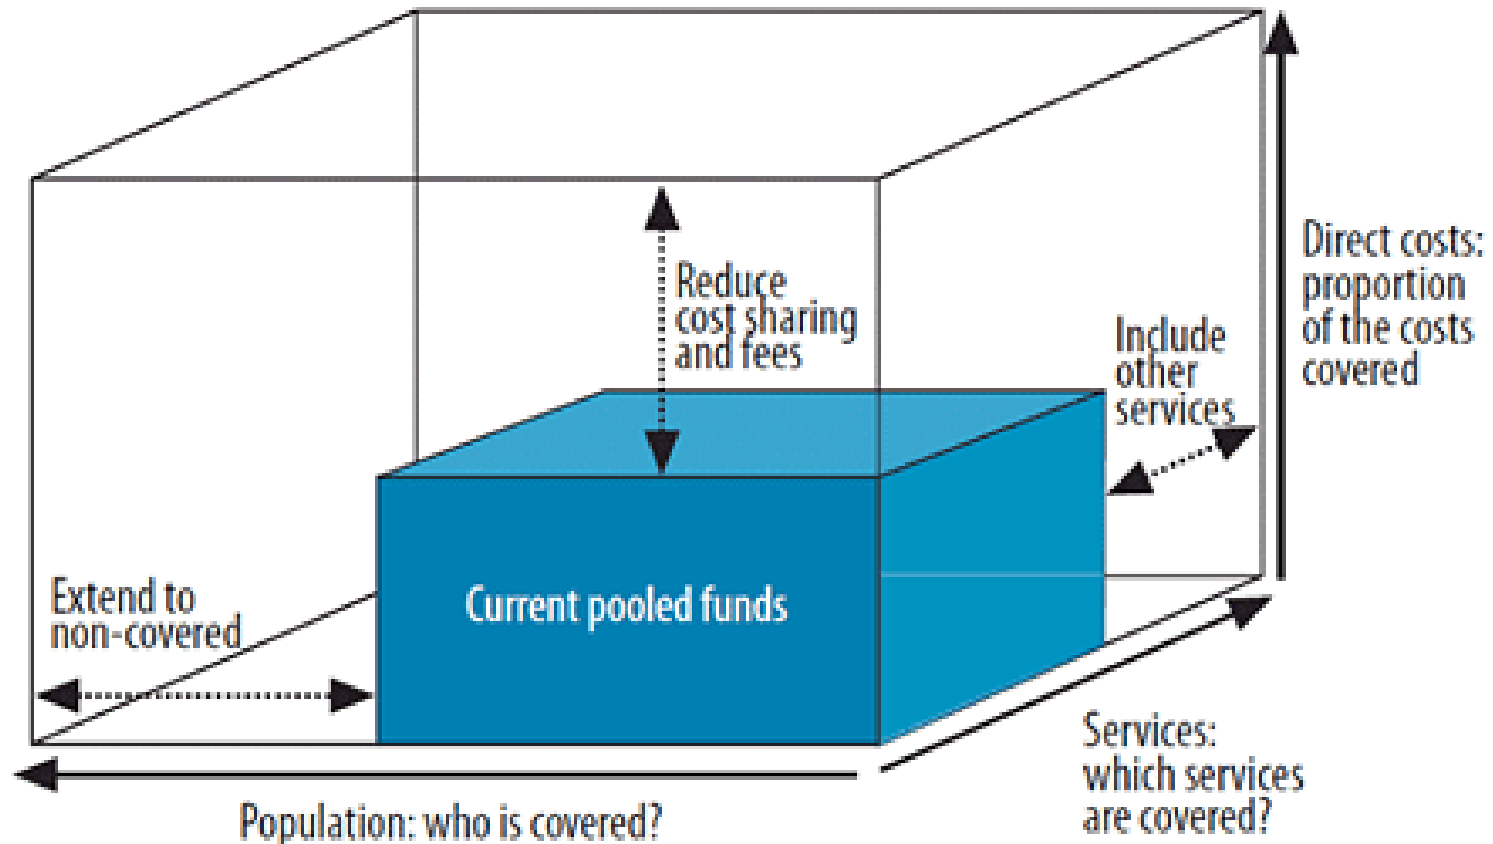 Reduce
cost sharing
and fees
Direct costs:
proportion
of the costs
covered
Include
other
services
Extend to
non-covered
Current pooled funds
Services:
which services
are covered?
Population: who is covered?